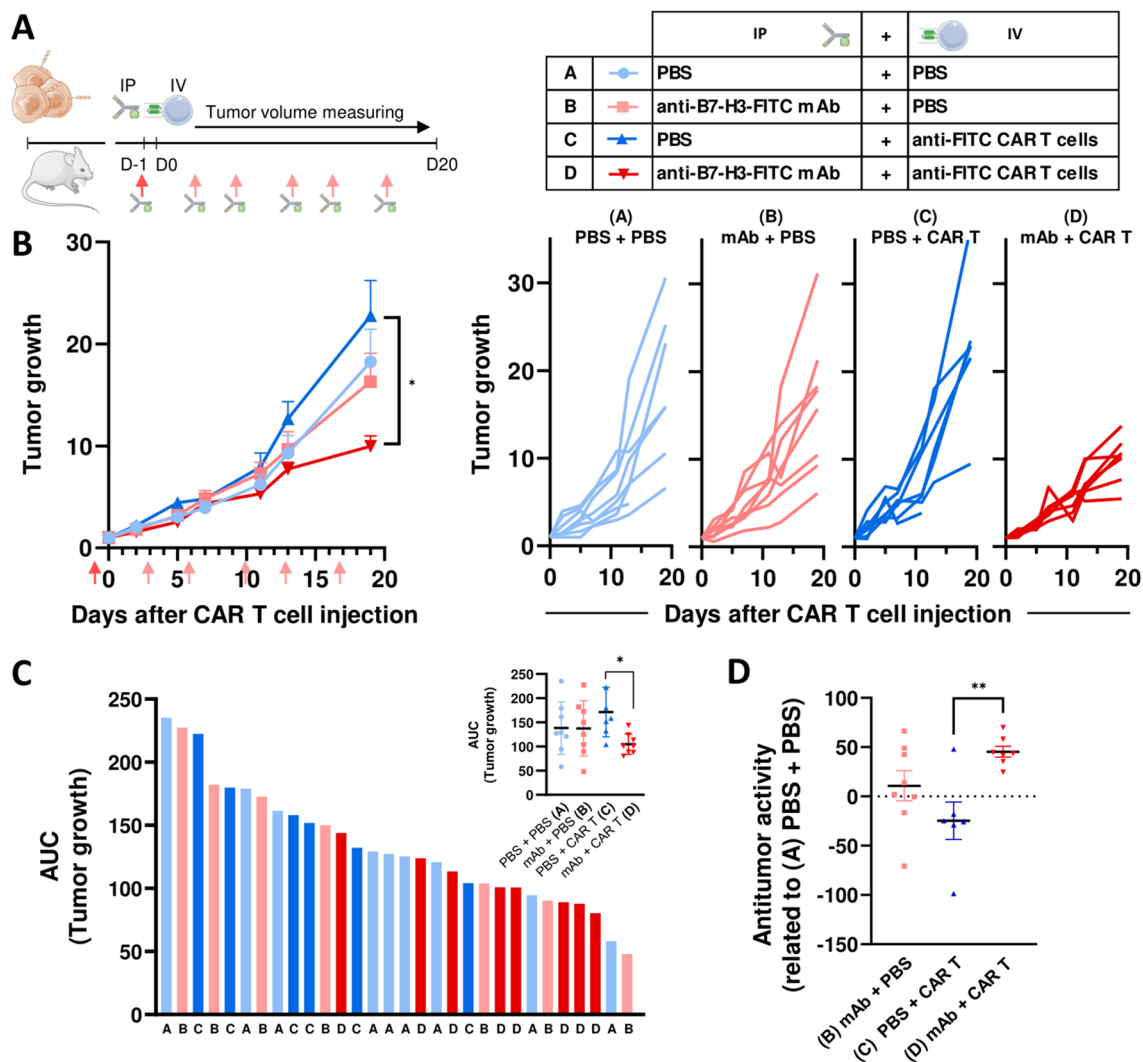 A
IP IV
Tumor volume measuring
D-1 D0 D20
IP + IV
A PBS + PBS
B anti-B7-H3-FITC mAb + PBS
C PBS + anti-FITC CAR T cells
D anti-B7-H3-FITC mAb + anti-FITC CAR T cells
B
30
20
10
0
Tumor growth
*
0 5 10 15 20
Days after CAR T cell injection
(A) (B) (C) (D)
PBS + PBS mAb + PBS PBS + CAR T mAb + CAR T
30
20
10
0
Tumor growth
0 10 20 0 10 20 0 10 20 0 10 20
Days after CAR T cell injection
C
250
200
150
100
50
0
AUC
(Tumor growth)
A B C B C A B A C C B D C A A A D A D C B D D A B D D D A B
250
200
150
100
50
0
AUC
(Tumor growth)
*
PBS + PBS (A)
mAb + PBS (B)
PBS + CAR T (C)
mAb + CAR T (D)
D
100
50
0
-50
-100
-150
Antitumor activity
(related to (A) PBS + PBS)
**
(B) mAb + PBS
(C) PBS + CAR T
(D) mAb + CAR T